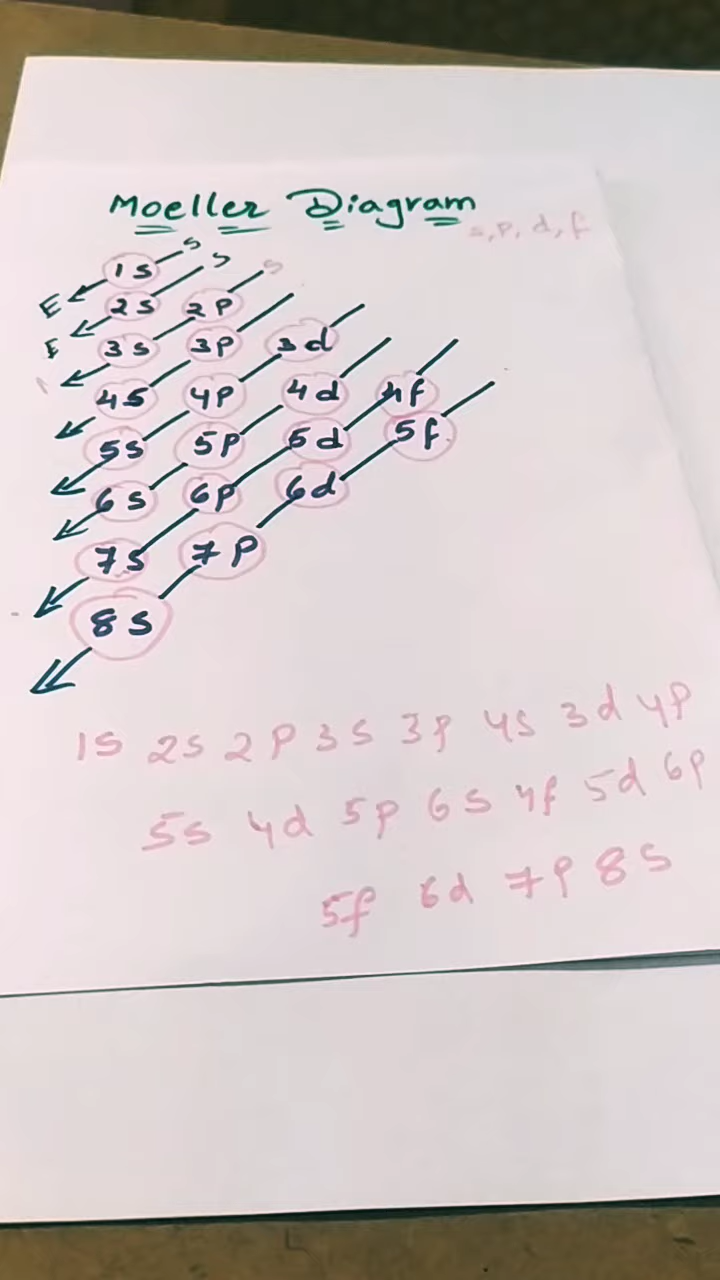 Moeller Diagram
s, p, d, f
S
1s S
E 2s 2p S
E 3s 3p 3d
4s 4p 4d 4f
5s 5p 5d 5f
6s 6p 6d
7s 7p
8s
1s 2s 2p 3s 3p 4s 3d 4p
5s 4d 5p 6s 4f 5d 6p
5f 6d 7p 8s